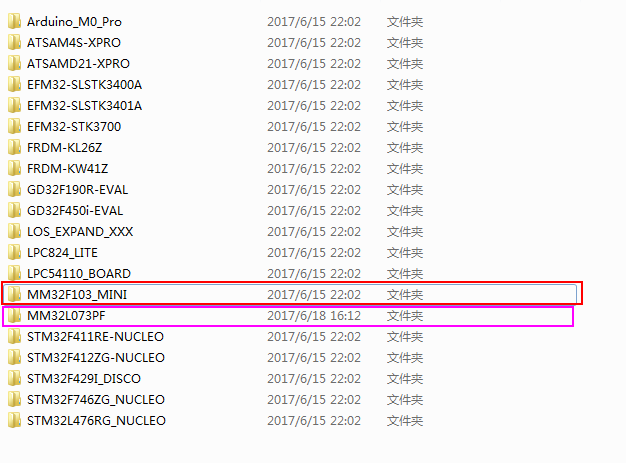 Arduino_M0_Pro 2017/6/15 22:02 文件夹
ATSAM4S-XPRO 2017/6/15 22:02 文件夹
ATSAMD21-XPRO 2017/6/15 22:02 文件夹
EFM32-SLSTK3400A 2017/6/15 22:02 文件夹
EFM32-SLSTK3401A 2017/6/15 22:02 文件夹
EFM32-STK3700 2017/6/15 22:02 文件夹
FRDM-KL26Z 2017/6/15 22:02 文件夹
FRDM-KW41Z 2017/6/15 22:02 文件夹
GD32F190R-EVAL 2017/6/15 22:02 文件夹
GD32F450i-EVAL 2017/6/15 22:02 文件夹
LOS_EXPAND_XXX 2017/6/15 22:02 文件夹
LPC824_LITE 2017/6/15 22:02 文件夹
LPC54110_BOARD 2017/6/15 22:02 文件夹
MM32F103_MINI 2017/6/15 22:02 文件夹
MM32L073PF 2017/6/18 16:12 文件夹
STM32F411RE-NUCLEO 2017/6/15 22:02 文件夹
STM32F412ZG-NUCLEO 2017/6/15 22:02 文件夹
STM32F429I_DISCO 2017/6/15 22:02 文件夹
STM32F746ZG_NUCLEO 2017/6/15 22:02 文件夹
STM32L476RG_NUCLEO 2017/6/15 22:02 文件夹